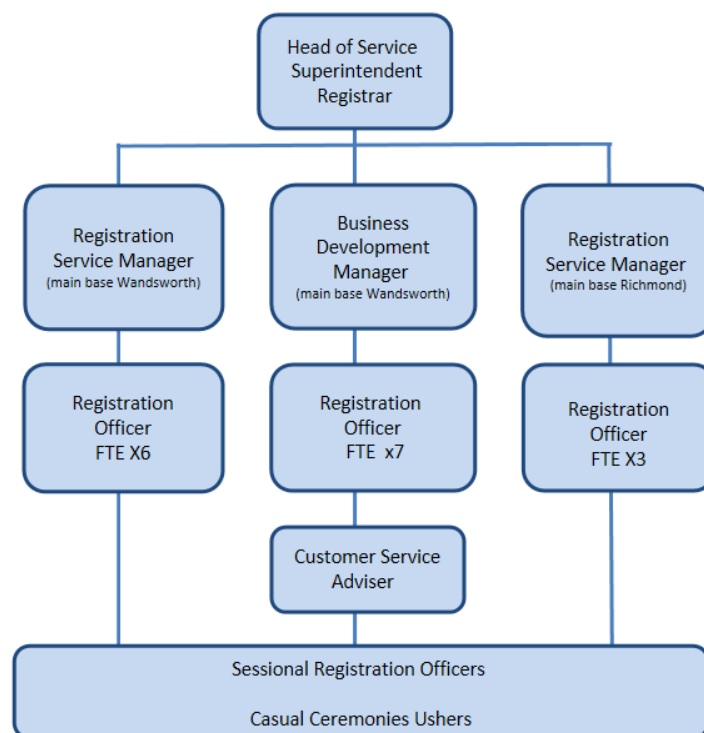 Head of Service
Superintendent
Registrar
Registration
Service Manager
(main base Wandsworth)
Business
Development
Manager
(main base Wandsworth)
Registration
Service Manager
(main base Richmond)
Registration
Officer
FTE X6
Registration
Officer
FTE x7
Registration
Officer
FTE X3
Customer Service
Adviser
Sessional Registration Officers
Casual Ceremonies Ushers